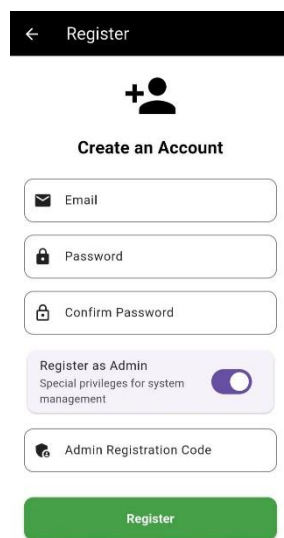 Register
Create an Account
Email
Password
Confirm Password
Register as Admin
Special privileges for system
management
Admin Registration Code
Register